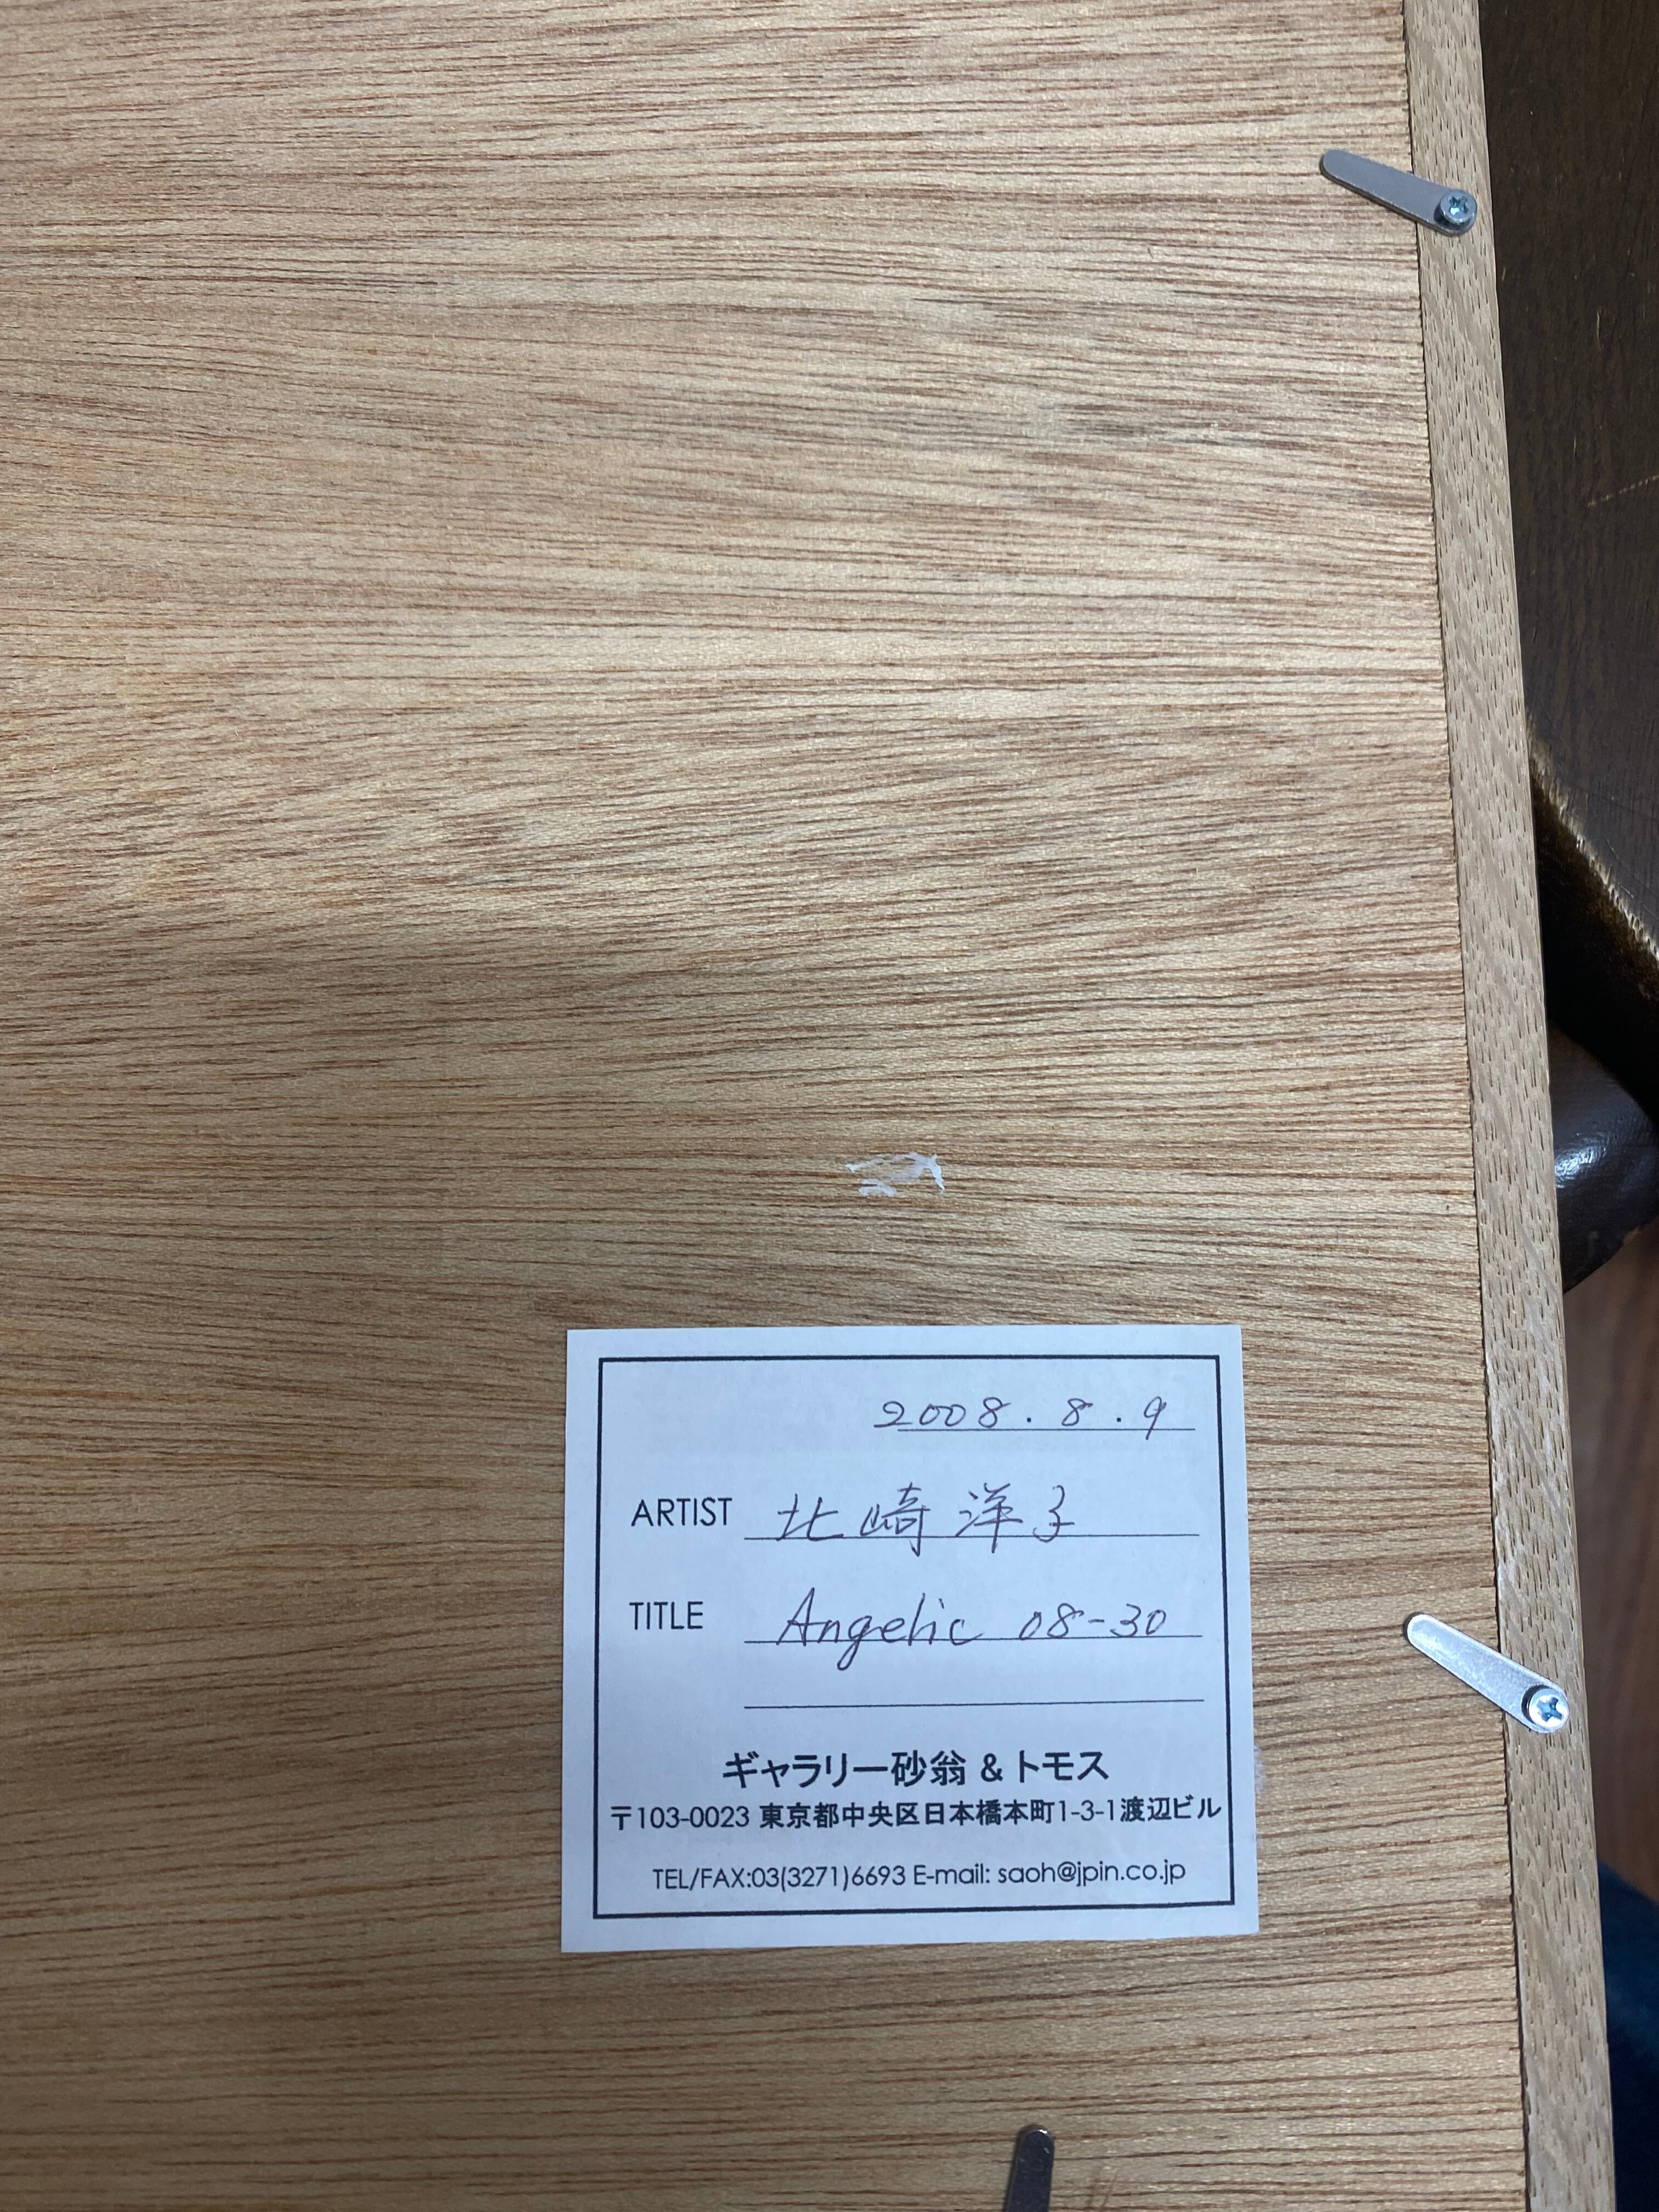 2008.8.9
ARTIST 北崎洋子
TITLE Angelic 08-30
ギャラリー砂翁 & トモス
〒103-0023 東京都中央区日本橋本町1-3-1渡辺ビル
TEL/FAX:03(3271)6693 E-mail: saoh@jpin.co.jp